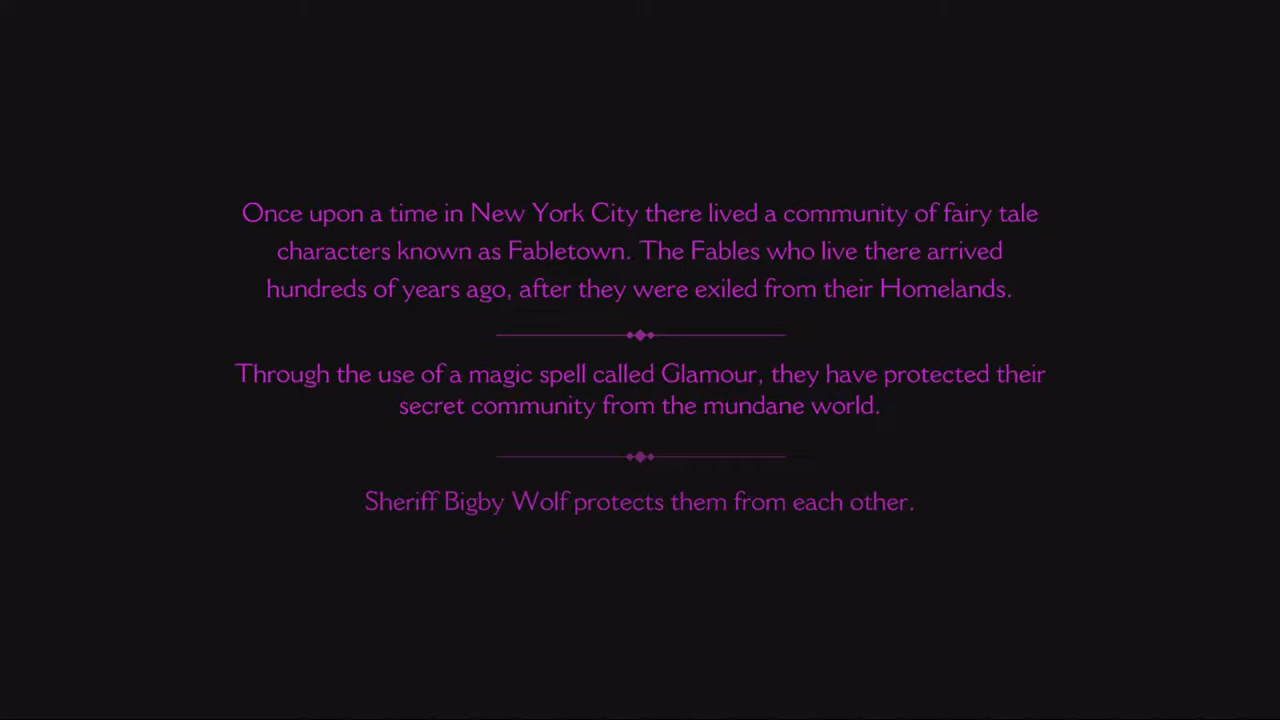 Once upon a time in New York City there lived a community of fairy tale
characters known as Fabletown. The Fables who live there arrived
hundreds of years ago, after they were exiled from their Homelands.
Through the use of a magic spell called Glamour, they have protected their
secret community from the mundane world.
Sheriff Bigby Wolf protects them from each other.